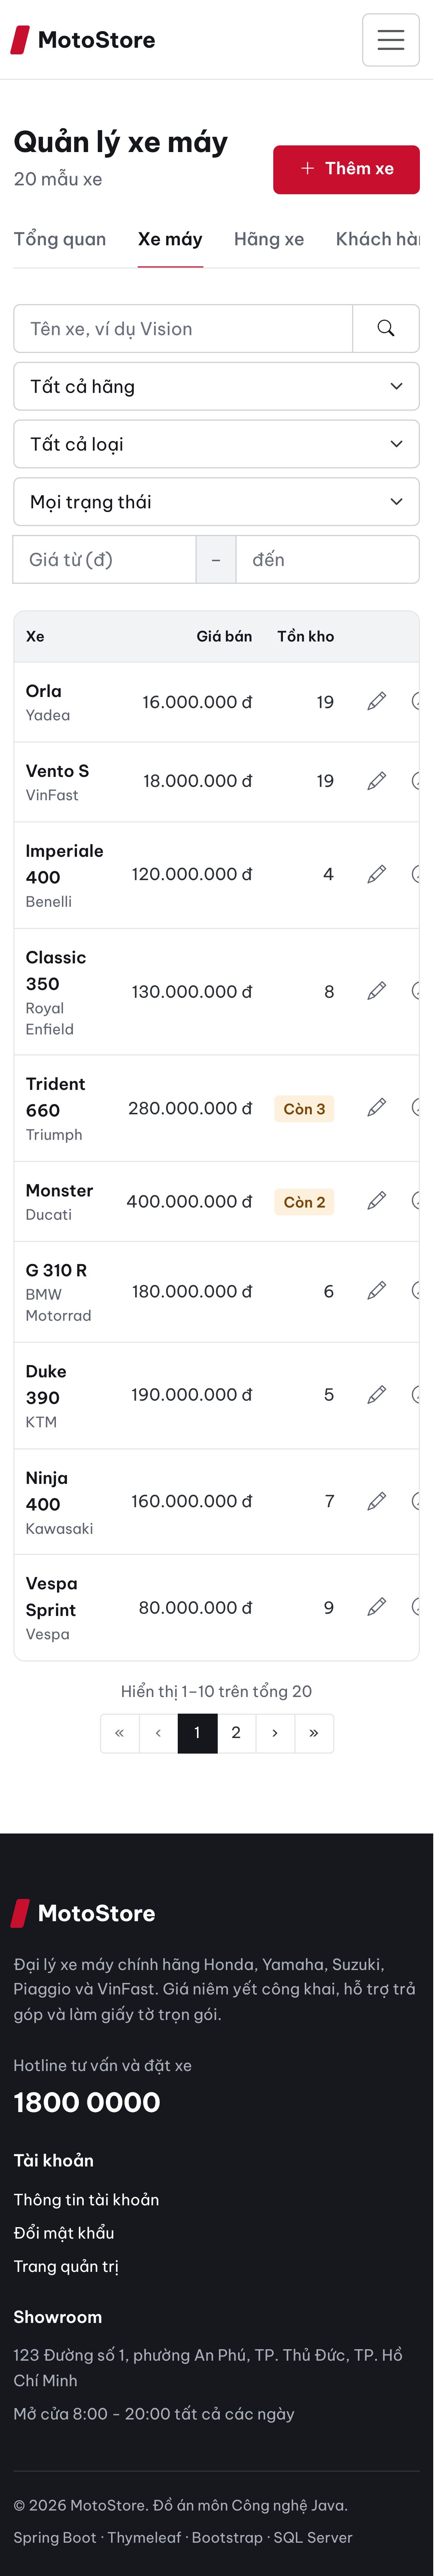 MotoStore
Quản lý xe máy
20 mẫu xe
Thêm xe
Tổng quan Xe máy Hãng xe Khách hàn
Tên xe, ví dụ Vision
Tất cả hãng
Tất cả loại
Mọi trạng thái
Giá từ (đ) – đến
Xe Giá bán Tồn kho
Orla
Yadea
16.000.000 đ 19
Vento S
VinFast
18.000.000 đ 19
Imperiale
400
Benelli
120.000.000 đ 4
Classic
350
Royal
Enfield
130.000.000 đ 8
Trident
660
Triumph
280.000.000 đ Còn 3
Monster
Ducati
400.000.000 đ Còn 2
G 310 R
BMW
Motorrad
180.000.000 đ 6
Duke
390
KTM
190.000.000 đ 5
Ninja
400
Kawasaki
160.000.000 đ 7
Vespa
Sprint
Vespa
80.000.000 đ 9
Hiển thị 1–10 trên tổng 20
« ‹ 1 2 › »
MotoStore
Đại lý xe máy chính hãng Honda, Yamaha, Suzuki,
Piaggio và VinFast. Giá niêm yết công khai, hỗ trợ trả
góp và làm giấy tờ trọn gói.
Hotline tư vấn và đặt xe
1800 0000
Tài khoản
Thông tin tài khoản
Đổi mật khẩu
Trang quản trị
Showroom
123 Đường số 1, phường An Phú, TP. Thủ Đức, TP. Hồ
Chí Minh
Mở cửa 8:00 - 20:00 tất cả các ngày
© 2026 MotoStore. Đồ án môn Công nghệ Java.
Spring Boot · Thymeleaf · Bootstrap · SQL Server